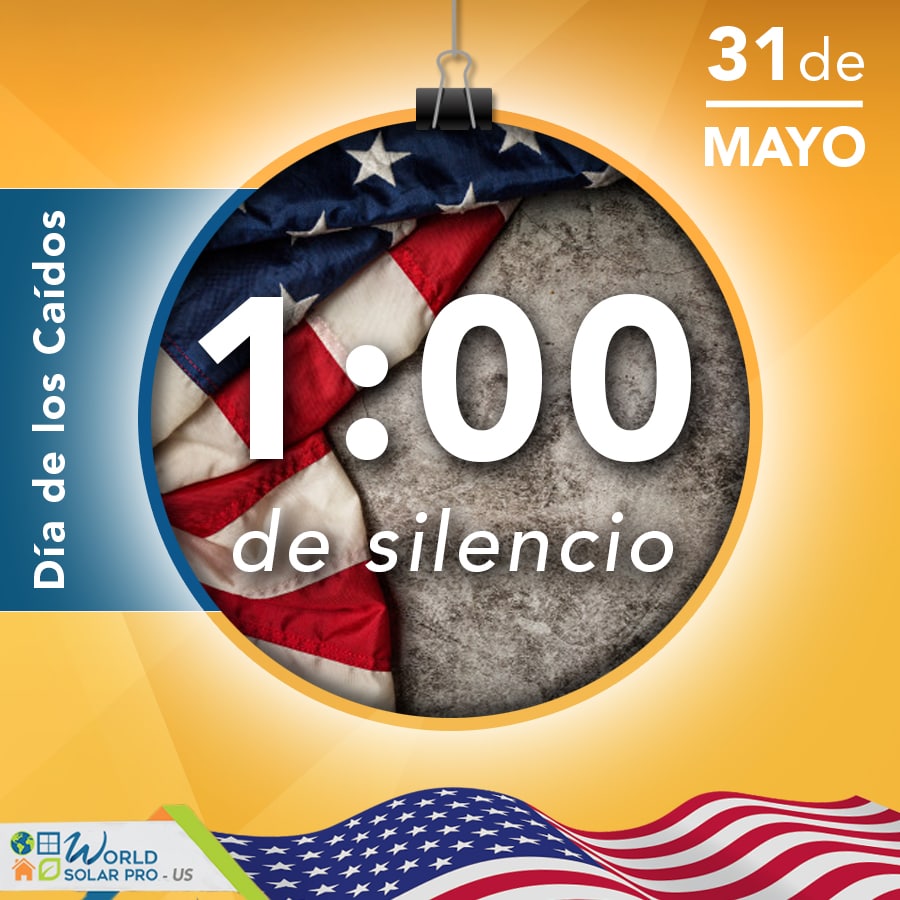 31 de
MAYO
Día de los Caídos
1:00
de silencio
WORLD
SOLAR PRO - US